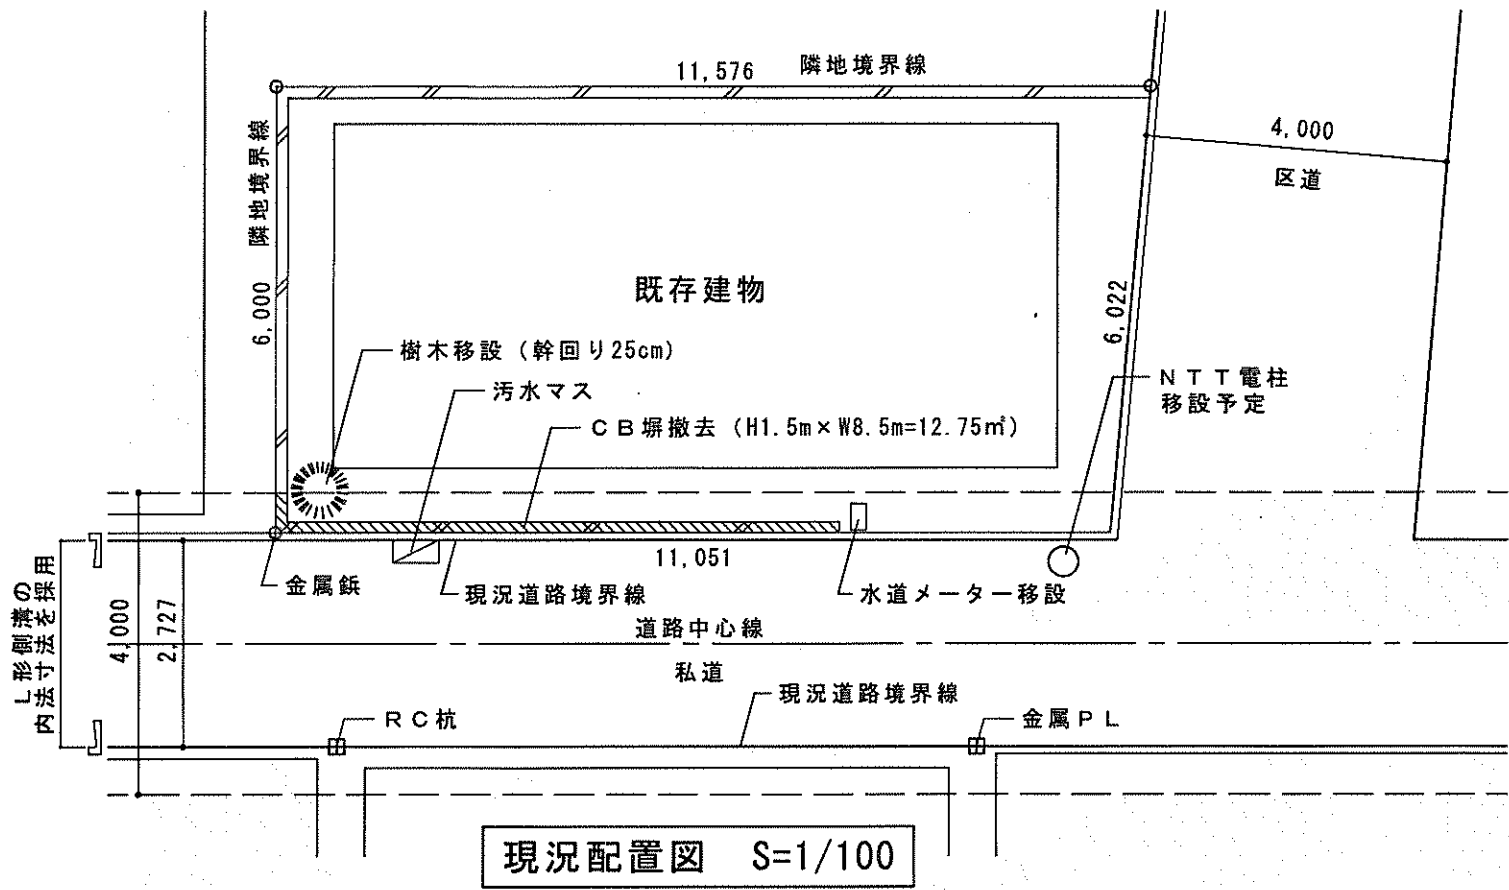 11,576
隣地境界線
隣地境界線
6,000
4,000
区道
既存建物
6,022
樹木移設（幹回り25cm）
汚水マス
ＣＢ塀撤去（H1.5m×W8.5m=12.75㎡）
ＮＴＴ電柱
移設予定
11,051
金属鋲
現況道路境界線
水道メーター移設
Ｌ形側溝の
内法寸法を採用
4,000
2,727
道路中心線
私道
現況道路境界線
ＲＣ杭
金属ＰＬ
現況配置図　S=1/100